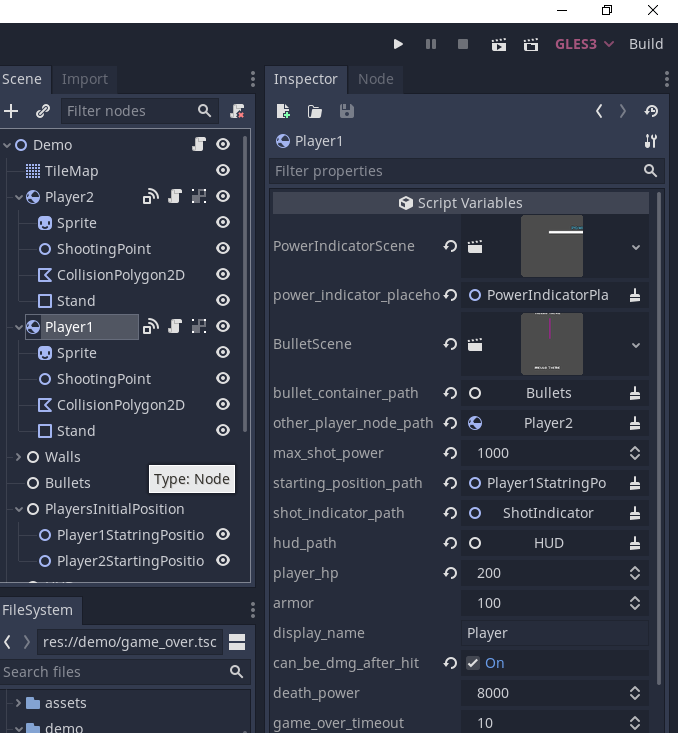 GLES3 Build
Scene Import
Filter nodes
Demo
TileMap
Player2
Sprite
ShootingPoint
CollisionPolygon2D
Stand
Player1
Sprite
ShootingPoint
CollisionPolygon2D
Stand
Walls
Bullets
Type: Node
PlayersInitialPosition
Player1StatringPositio
Player2StartingPositio
FileSystem
res://demo/game_over.tsc
Search files
assets
demo
Inspector Node
Player1
Filter properties
Script Variables
PowerIndicatorScene
power_indicator_placeho PowerIndicatorPla
BulletScene
bullet_container_path Bullets
other_player_node_path Player2
max_shot_power 1000
starting_position_path Player1StatringPo
shot_indicator_path ShotIndicator
hud_path HUD
player_hp 200
armor 100
display_name Player
can_be_dmg_after_hit On
death_power 8000
game_over_timeout 10